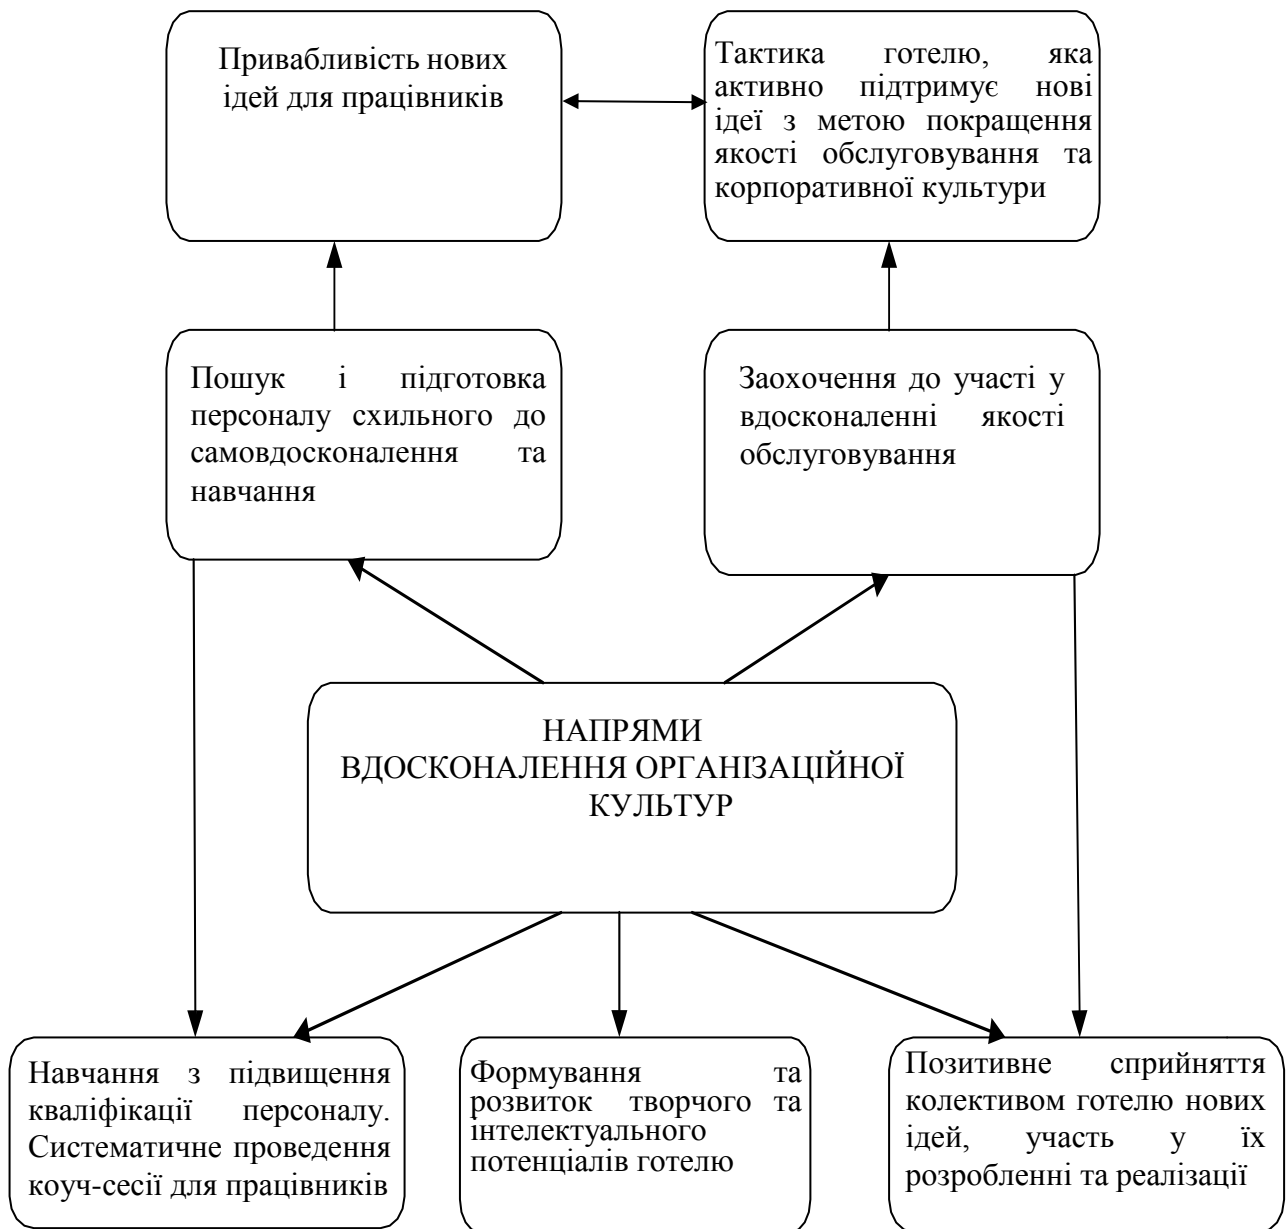 Привабливість нових
ідей для працівників
Тактика готелю, яка
активно підтримує нові
ідеї з метою покращення
якості обслуговування та
корпоративної культури
Пошук і підготовка
персоналу схильного до
самовдосконалення та
навчання
Заохочення до участі у
вдосконаленні якості
обслуговування
НАПРЯМИ
ВДОСКОНАЛЕННЯ ОРГАНІЗАЦІЙНОЇ
КУЛЬТУР
Навчання з підвищення
кваліфікації персоналу.
Систематичне проведення
коуч-сесії для працівників
Формування та
розвиток творчого та
інтелектуального
потенціалів готелю
Позитивне сприйняття
колективом готелю нових
ідей, участь у їх
розробленні та реалізації